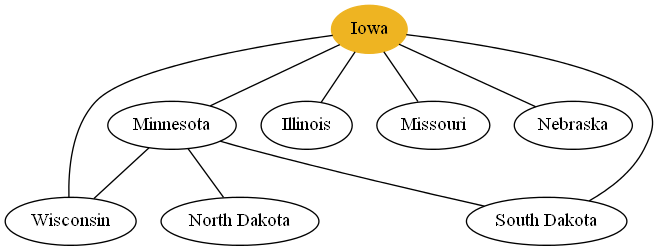 Iowa
Minnesota
Illinois
Missouri
Nebraska
Wisconsin
North Dakota
South Dakota